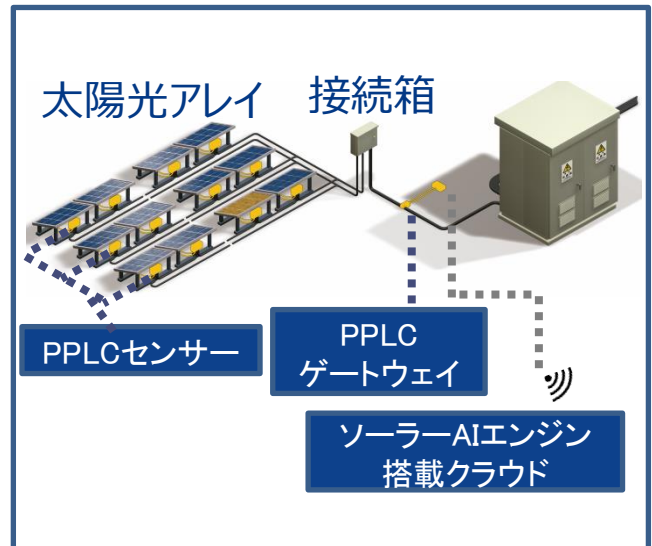 太陽光アレイ
接続箱
PPLCセンサー
PPLC
ゲートウェイ
ソーラーAIエンジン
搭載クラウド